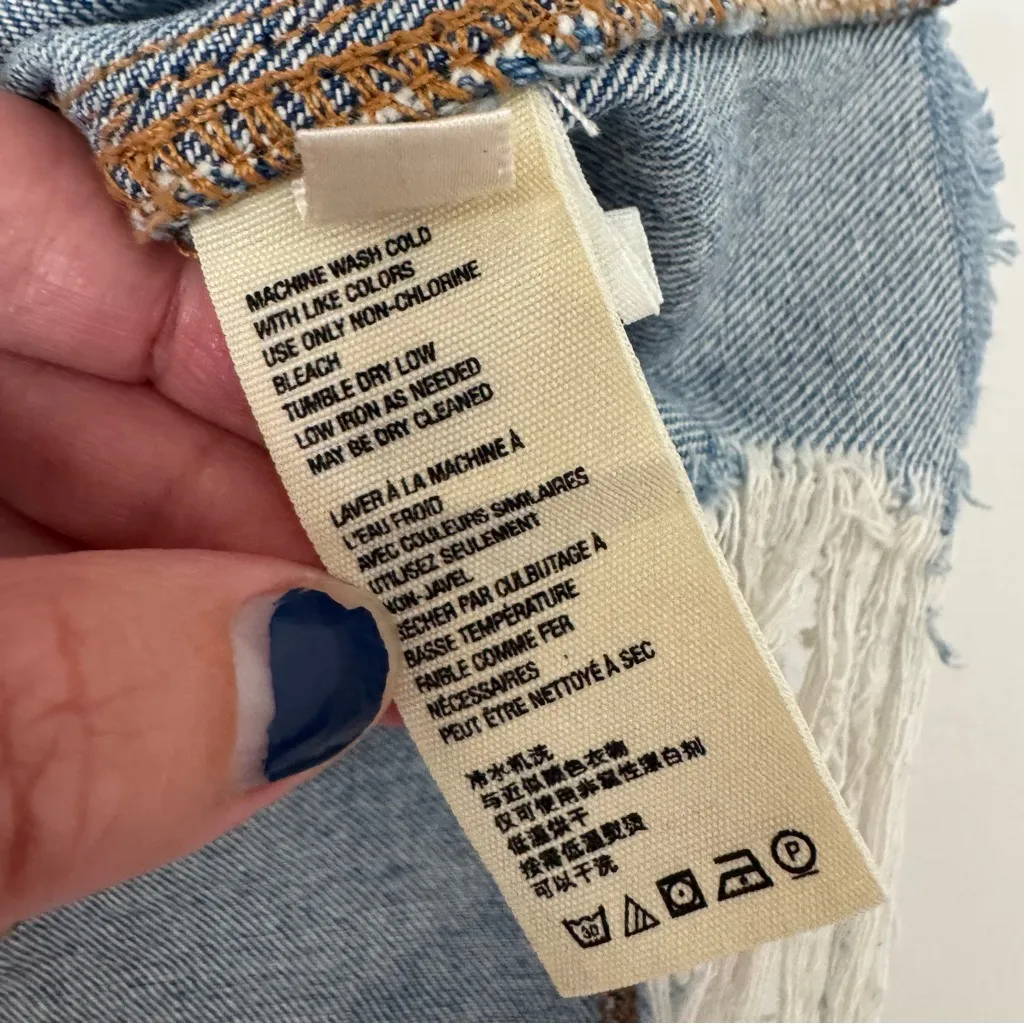 MACHINE WASH COLD
WITH LIKE COLORS
USE ONLY NON-CHLORINE
BLEACH
TUMBLE DRY LOW
LOW IRON AS NEEDED
MAY BE DRY CLEANED
LAVER À LA MACHINE À
L'EAU FROID
AVEC COULEURS SIMILAIRES
UTILISEZ SEULEMENT
NON-JAVEL
SÉCHER PAR CULBUTAGE À
BASSE TEMPÉRATURE
FAIBLE COMME FER
NÉCESSAIRES
PEUT ÊTRE NETTOYÉ À SEC
冷水机洗
与近似颜色衣物
仅可使用非氯性漂白剂
低温烘干
按需低温熨烫
可以干洗
30 P